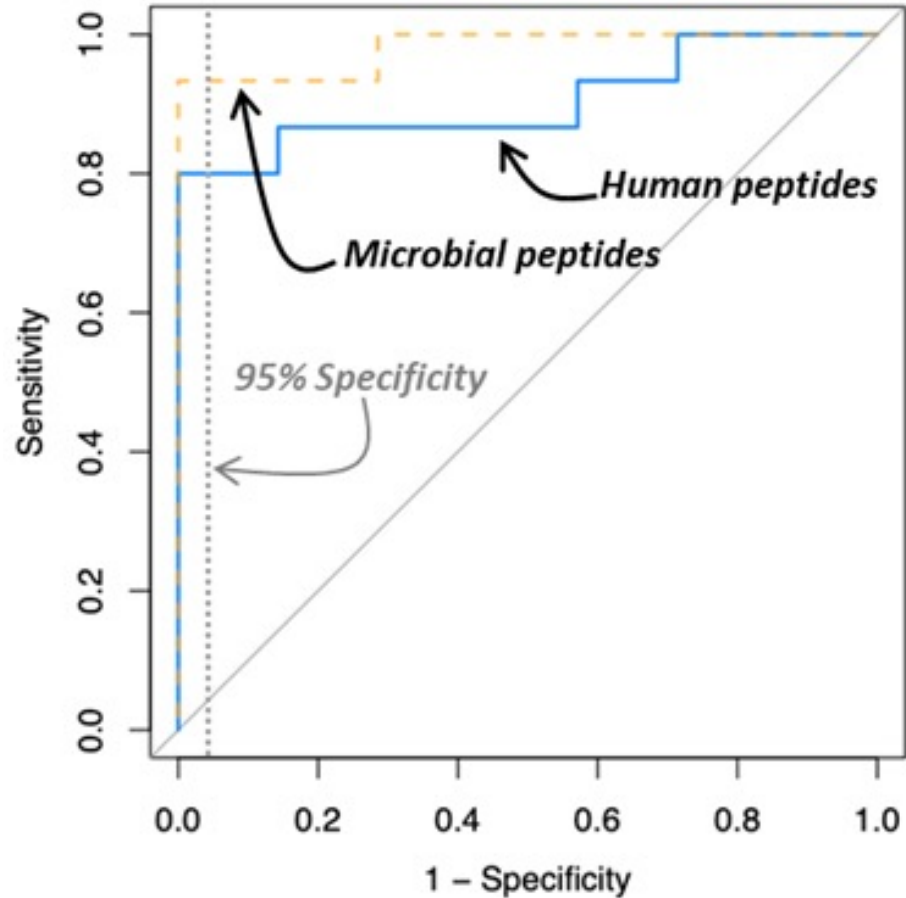 1.0
0.8
0.6
0.4
0.2
0.0
Sensitivity
Human peptides
Microbial peptides
95% Specificity
0.0 0.2 0.4 0.6 0.8 1.0
1 – Specificity